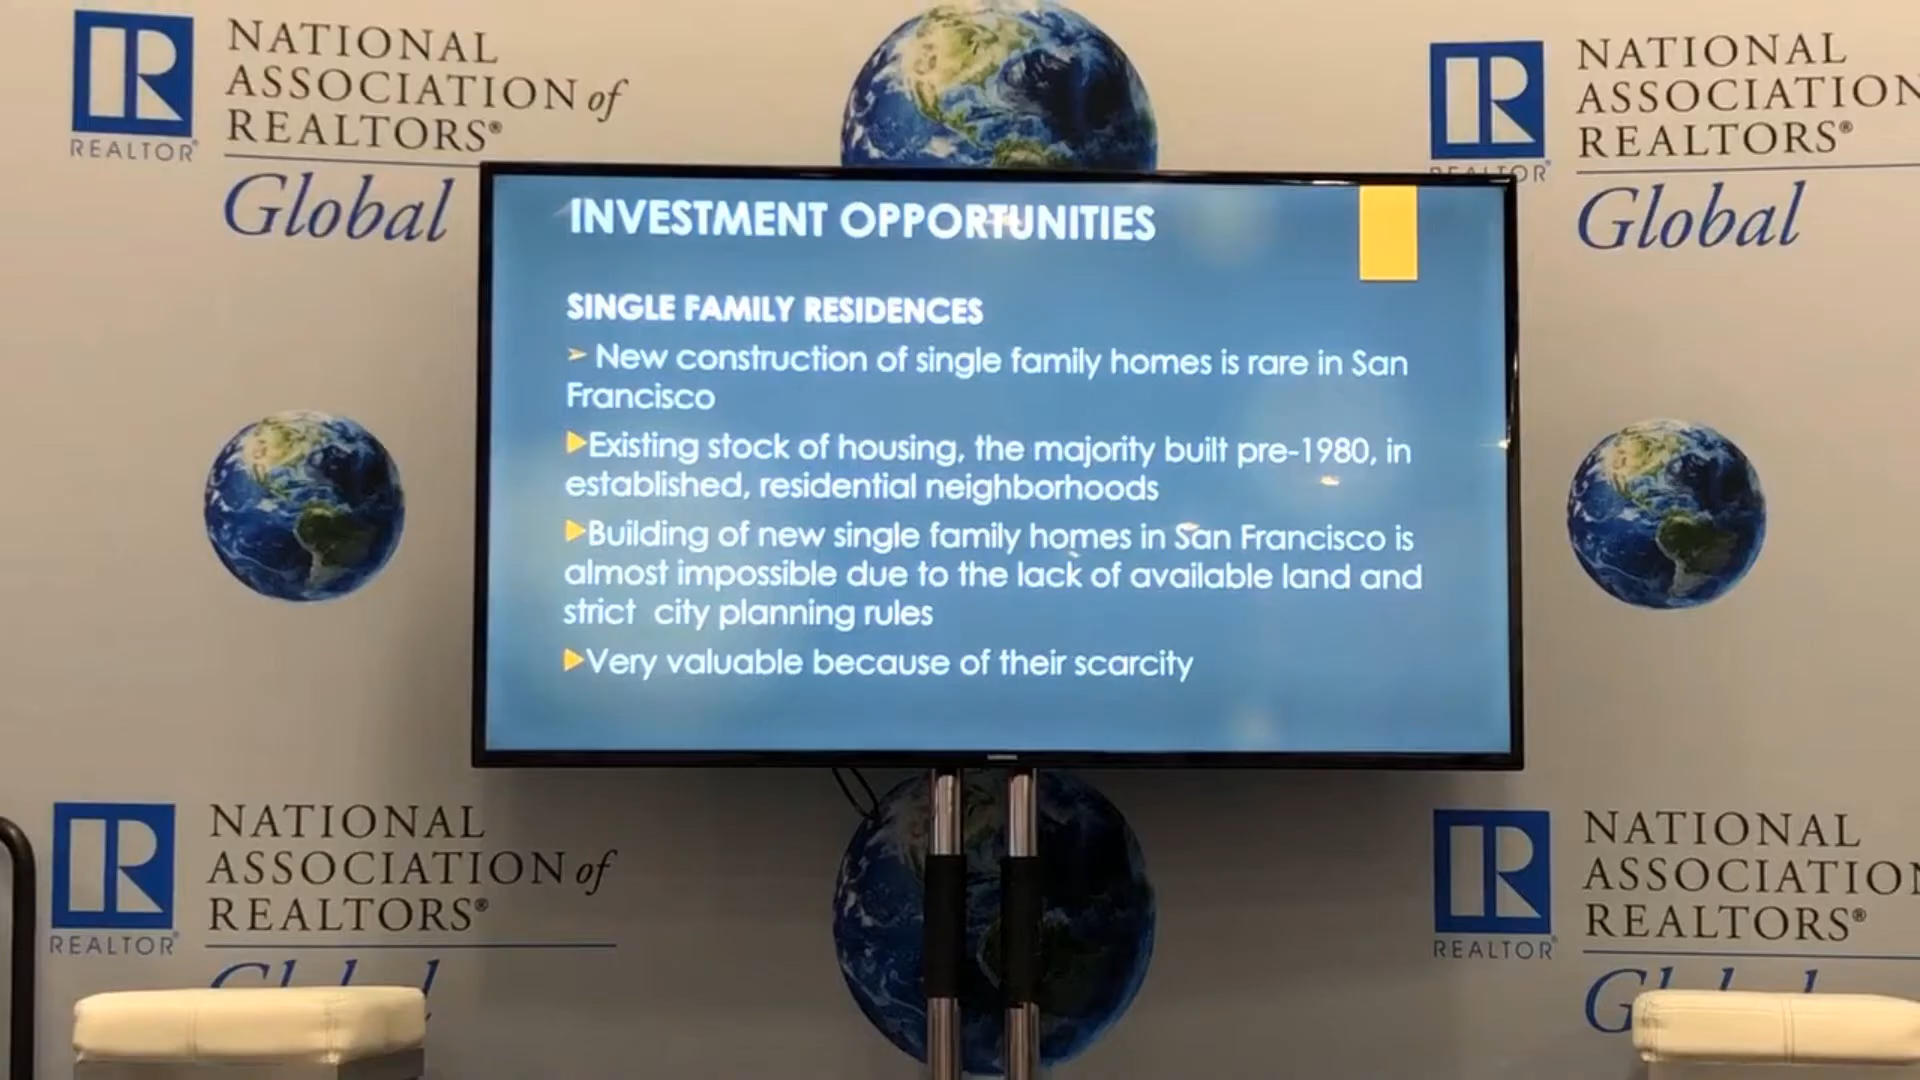 NATIONAL
ASSOCIATION of
REALTORS®
REALTOR®
Global
NATIONAL
ASSOCIATION
REALTORS®
REALTOR®
Global
INVESTMENT OPPORTUNITIES
SINGLE FAMILY RESIDENCES
➢ New construction of single family homes is rare in San
Francisco
▶Existing stock of housing, the majority built pre-1980, in
established, residential neighborhoods
▶Building of new single family homes in San Francisco is
almost impossible due to the lack of available land and
strict  city planning rules
▶Very valuable because of their scarcity
NATIONAL
ASSOCIATION of
REALTORS®
REALTOR®
Global
NATIONAL
ASSOCIATION
REALTORS®
REALTOR®